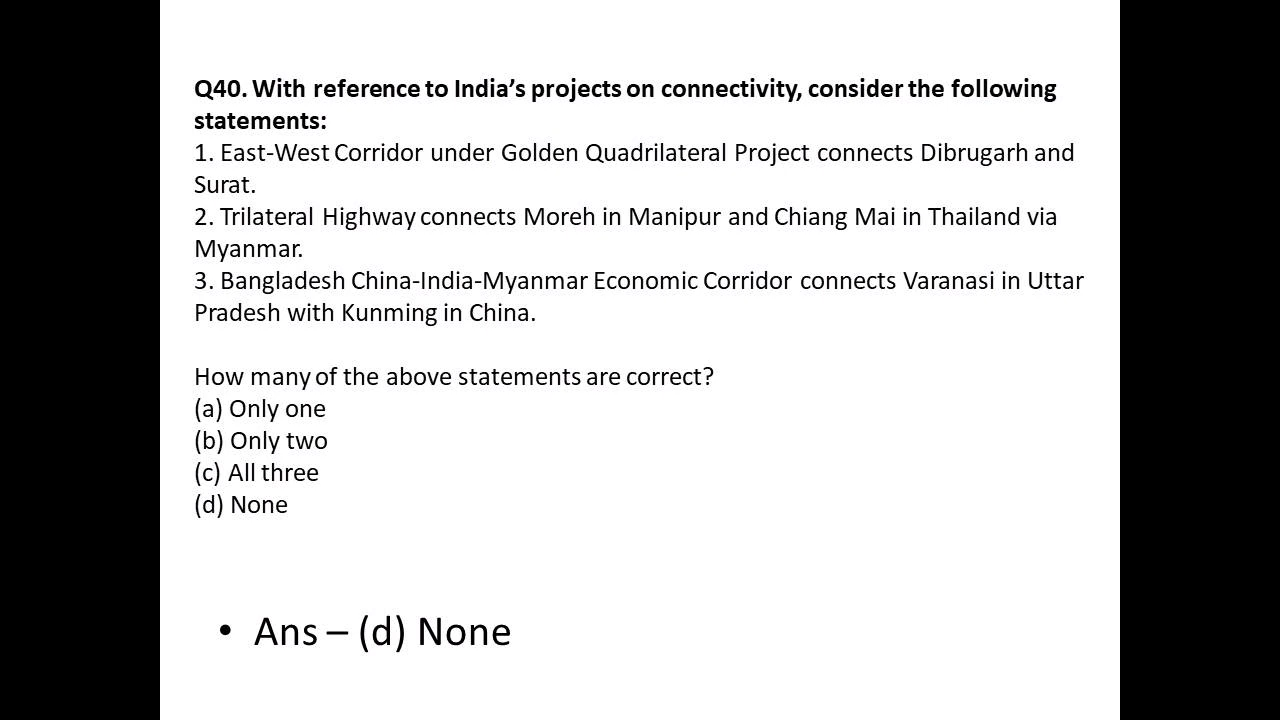 Q40. With reference to India’s projects on connectivity, consider the following
statements:
1. East-West Corridor under Golden Quadrilateral Project connects Dibrugarh and
Surat.
2. Trilateral Highway connects Moreh in Manipur and Chiang Mai in Thailand via
Myanmar.
3. Bangladesh China-India-Myanmar Economic Corridor connects Varanasi in Uttar
Pradesh with Kunming in China.
How many of the above statements are correct?
(a) Only one
(b) Only two
(c) All three
(d) None
• Ans – (d) None